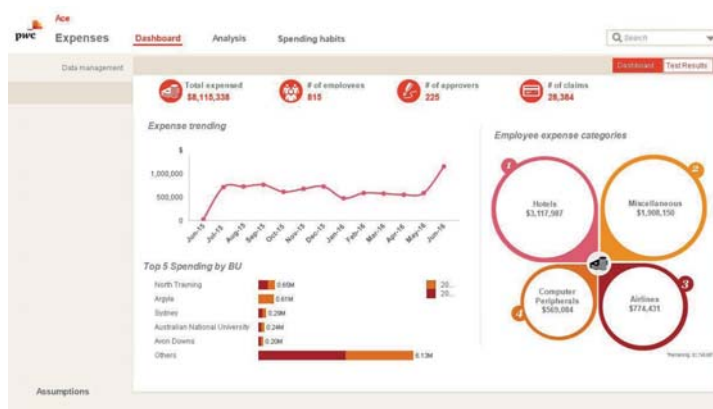 Ace
pwc
Expenses
Dashboard
Analysis
Spending habits
Search
Data management
Dashboard
Test Results
Total expensed
$8,115,338
# of employees
815
# of approvers
225
# of claims
28,384
Expense trending
$
1,000,000
500,000
0
Jun-15
Jul-15
Aug-15
Sep-15
Oct-15
Nov-15
Dec-15
Jan-16
Feb-16
Mar-16
Apr-16
May-16
Jun-16
Top 5 Spending by BU
North Training
0.65M
Argyle
0.61M
Sydney
0.29M
Australian National University
0.24M
Avon Downs
0.20M
Others
6.13M
20...
20...
Employee expense categories
1
Hotels
$3,117,987
2
Miscellaneous
$1,908,150
3
Airlines
$774,431
4
Computer
Peripherals
$569,084
Assumptions